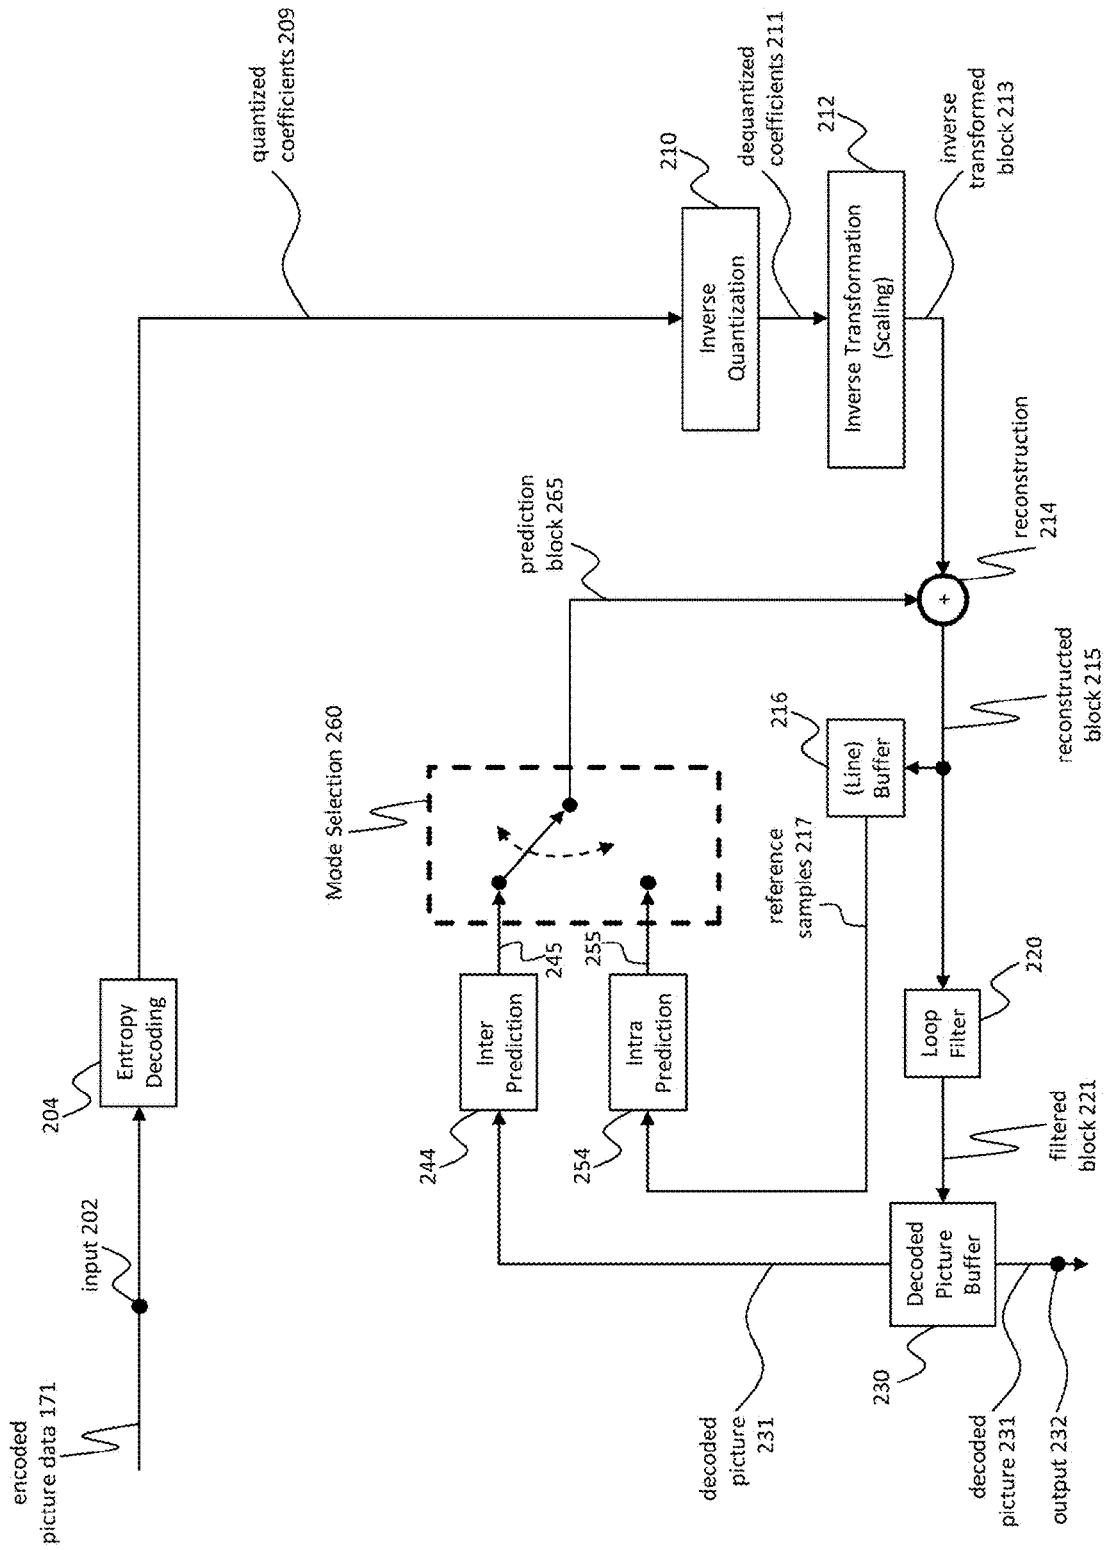 encoded
picture data 171
input 202
204
Entropy
Decoding
quantized
coefficients 209
Mode Selection 260
prediction
block 265
210
Inverse
Quantization
dequantized
coefficients 211
212
Inverse Transformation
(Scaling)
inverse
transformed
block 213
244
Inter
Prediction
245
254
Intra
Prediction
255
reference
samples 217
216
(Line)
Buffer
reconstruction
214
+
reconstructed
block 215
220
Loop
Filter
filtered
block 221
230
Decoded
Picture
Buffer
decoded
picture
231
decoded
picture 231
output 232